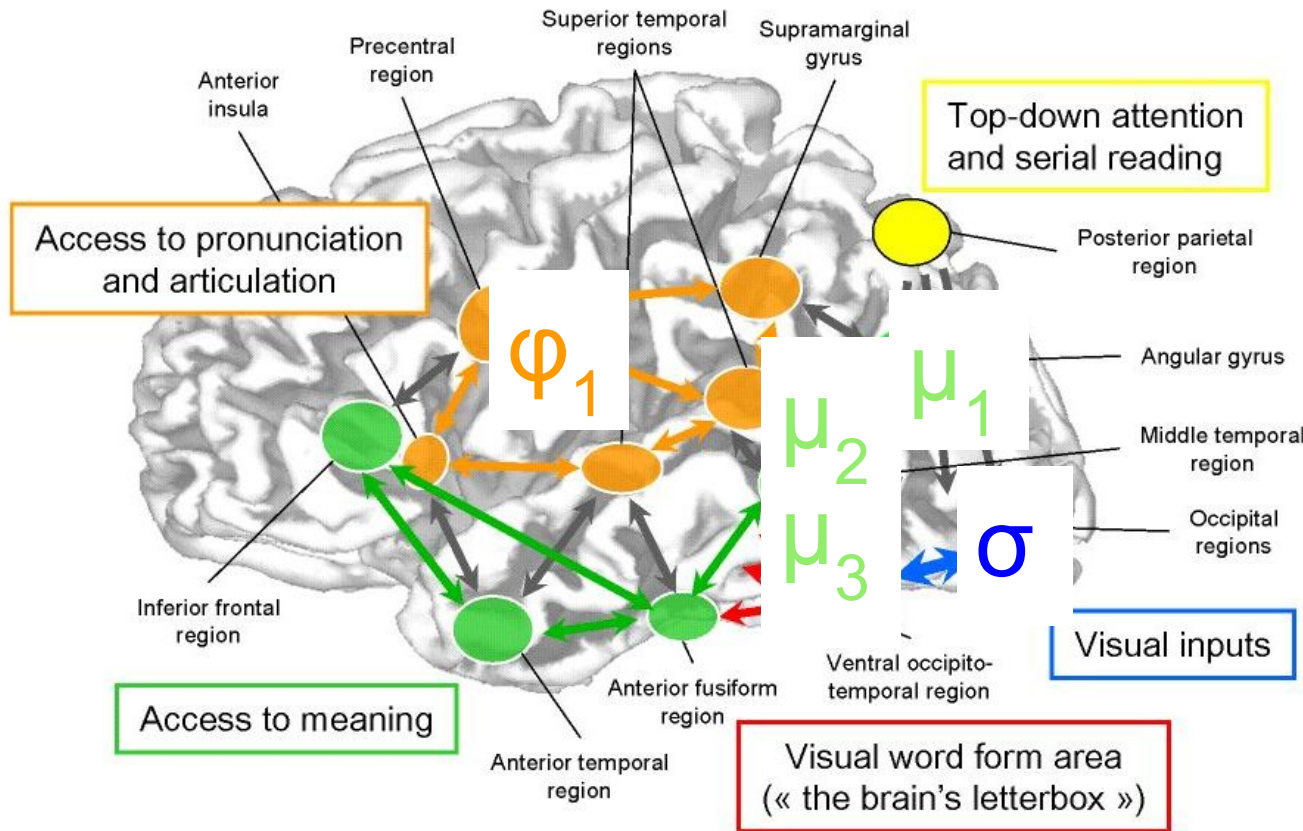 Superior temporal
regions
Supramarginal
gyrus
Precentral
region
Anterior
insula
Top-down attention
and serial reading
Access to pronunciation
and articulation
Posterior parietal
region
φ1
μ1
Angular gyrus
μ2
Middle temporal
region
μ3
σ
Occipital
regions
Inferior frontal
region
Visual inputs
Ventral occipito-
temporal region
Anterior fusiform
region
Access to meaning
Anterior temporal
region
Visual word form area
(« the brain's letterbox »)